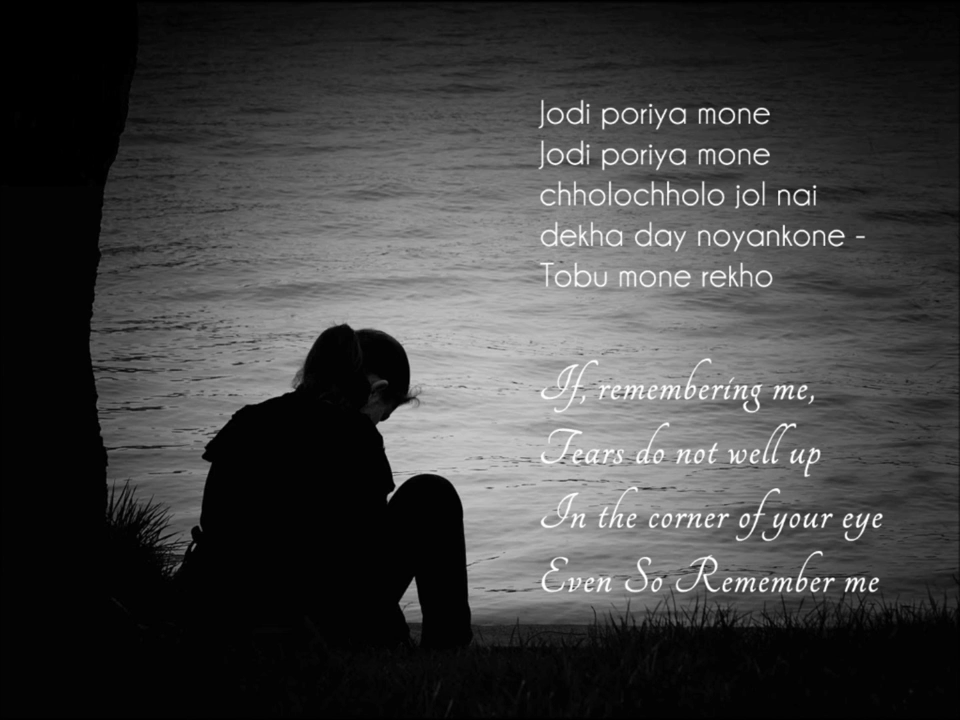 Jodi poriya mone
Jodi poriya mone
chholochholo jol nai
dekha day noyankone -
Tobu mone rekho
If, remembering me,
Tears do not well up
In the corner of your eye
Even So Remember me